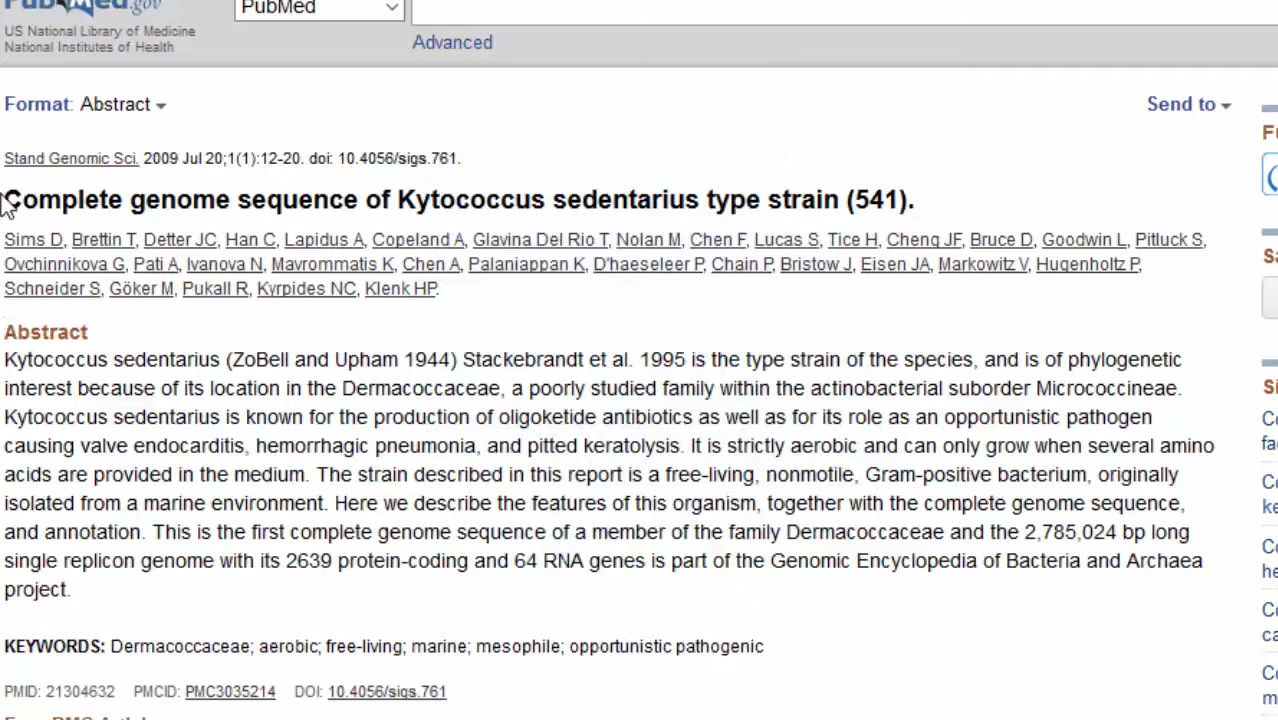 PubMed.gov
PubMed
US National Library of Medicine
National Institutes of Health
Advanced
Format: Abstract
Send to
Stand Genomic Sci. 2009 Jul 20;1(1):12-20. doi: 10.4056/sigs.761.
Complete genome sequence of Kytococcus sedentarius type strain (541).
Sims D, Brettin T, Detter JC, Han C, Lapidus A, Copeland A, Glavina Del Rio T, Nolan M, Chen F, Lucas S, Tice H, Cheng JF, Bruce D, Goodwin L, Pitluck S,
Ovchinnikova G, Pati A, Ivanova N, Mavrommatis K, Chen A, Palaniappan K, D'haeseleer P, Chain P, Bristow J, Eisen JA, Markowitz V, Hugenholtz P,
Schneider S, Göker M, Pukall R, Kyrpides NC, Klenk HP.
Abstract
Kytococcus sedentarius (ZoBell and Upham 1944) Stackebrandt et al. 1995 is the type strain of the species, and is of phylogenetic
interest because of its location in the Dermacoccaceae, a poorly studied family within the actinobacterial suborder Micrococcineae.
Kytococcus sedentarius is known for the production of oligoketide antibiotics as well as for its role as an opportunistic pathogen
causing valve endocarditis, hemorrhagic pneumonia, and pitted keratolysis. It is strictly aerobic and can only grow when several amino
acids are provided in the medium. The strain described in this report is a free-living, nonmotile, Gram-positive bacterium, originally
isolated from a marine environment. Here we describe the features of this organism, together with the complete genome sequence,
and annotation. This is the first complete genome sequence of a member of the family Dermacoccaceae and the 2,785,024 bp long
single replicon genome with its 2639 protein-coding and 64 RNA genes is part of the Genomic Encyclopedia of Bacteria and Archaea
project.
KEYWORDS: Dermacoccaceae; aerobic; free-living; marine; mesophile; opportunistic pathogenic
PMID: 21304632 PMCID: PMC3035214 DOI: 10.4056/sigs.761